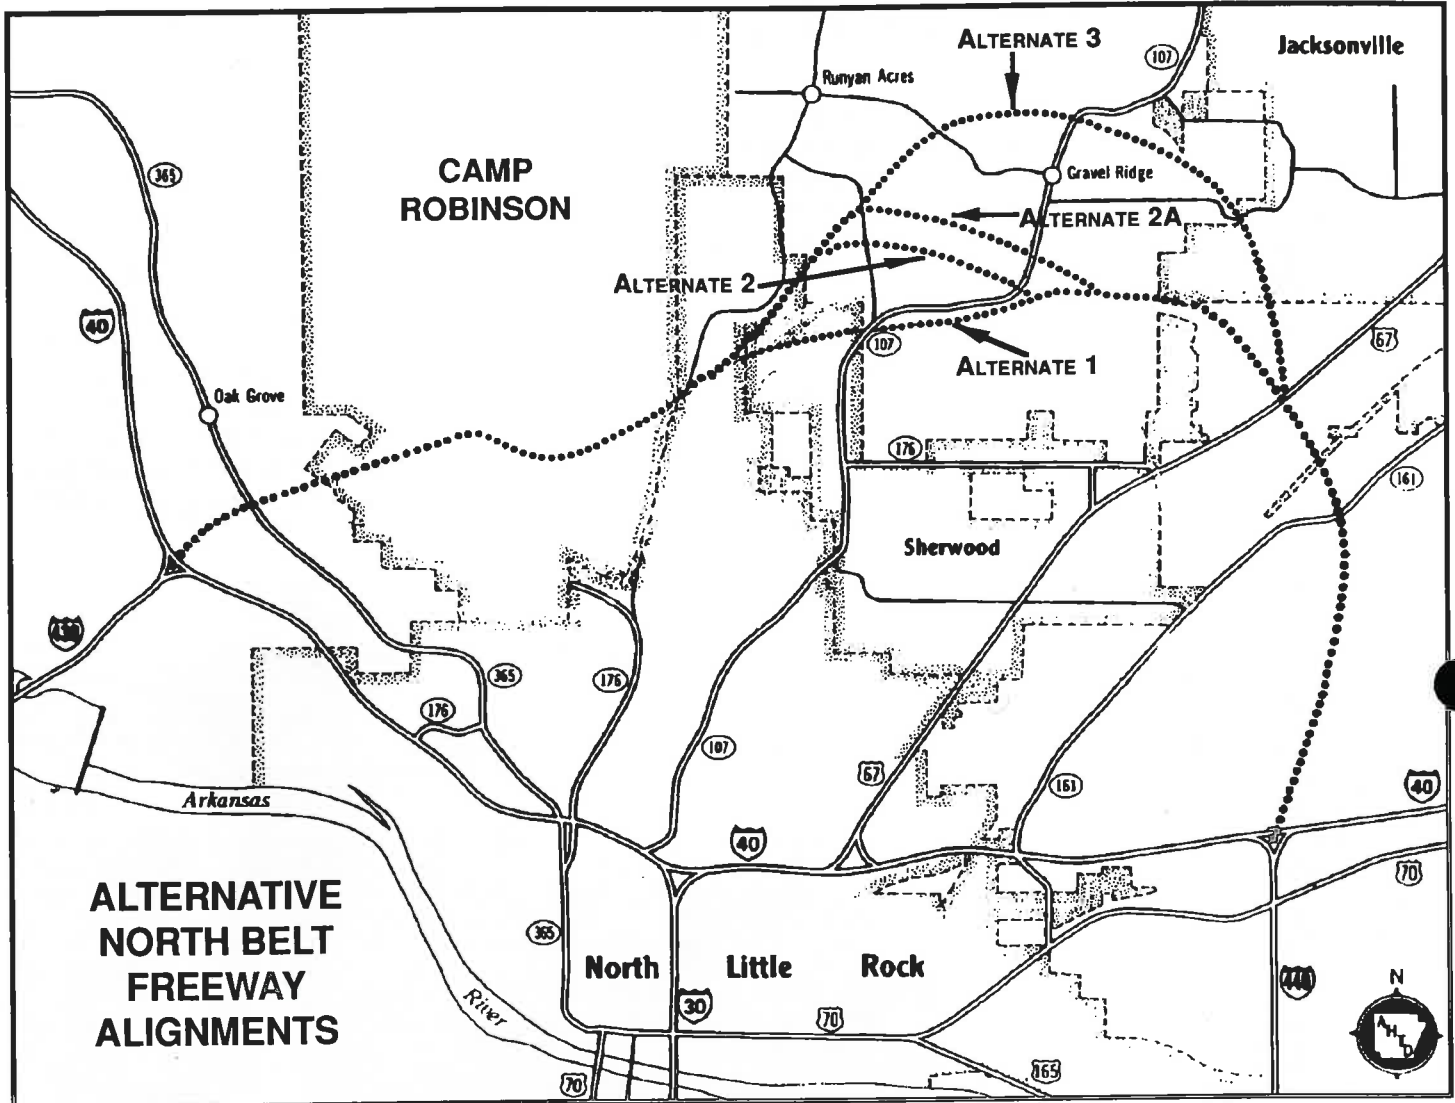 ALTERNATE 3
107
Jacksonville
Runyan Acres
365
CAMP
ROBINSON
Gravel Ridge
ALTERNATE 2A
ALTERNATE 2
40
107
67
ALTERNATE 1
Oak Grove
176
161
Sherwood
430
365
176
176
107
67
161
40
Arkansas
40
70
ALTERNATIVE
NORTH BELT
FREEWAY
ALIGNMENTS
365
North Little Rock
River
30
70
440
N
AHTD
70
165